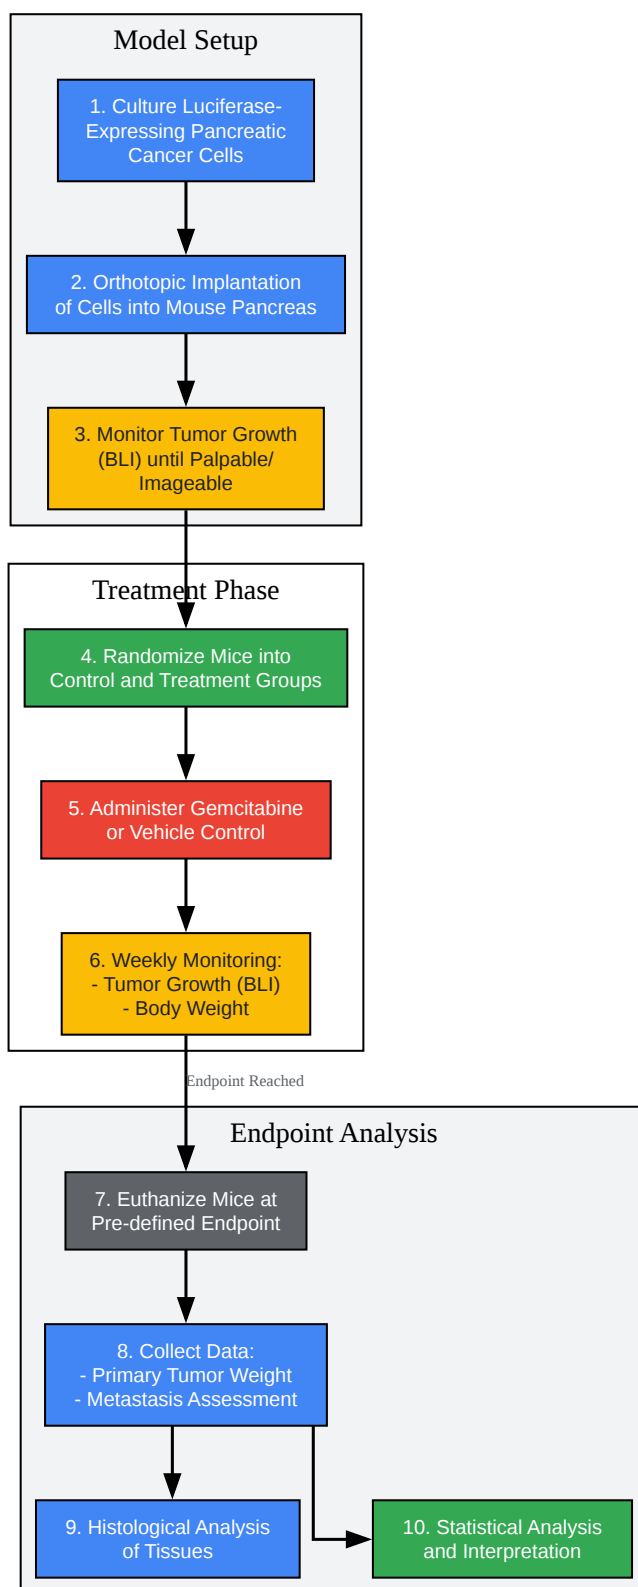 Model Setup
1. Culture Luciferase-
Expressing Pancreatic
Cancer Cells
2. Orthotopic Implantation
of Cells into Mouse Pancreas
3. Monitor Tumor Growth
(BLI) until Palpable/
Imageable
Treatment Phase
4. Randomize Mice into
Control and Treatment Groups
5. Administer Gemcitabine
or Vehicle Control
6. Weekly Monitoring:
- Tumor Growth (BLI)
- Body Weight
Endpoint Reached
Endpoint Analysis
7. Euthanize Mice at
Pre-defined Endpoint
8. Collect Data:
- Primary Tumor Weight
- Metastasis Assessment
9. Histological Analysis
of Tissues
10. Statistical Analysis
and Interpretation